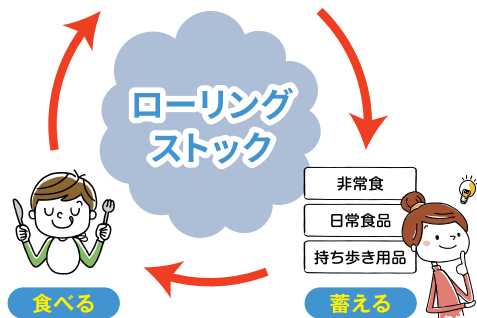 ローリング
ストック
非常食
日常食品
持ち歩き用品
食べる
蓄える